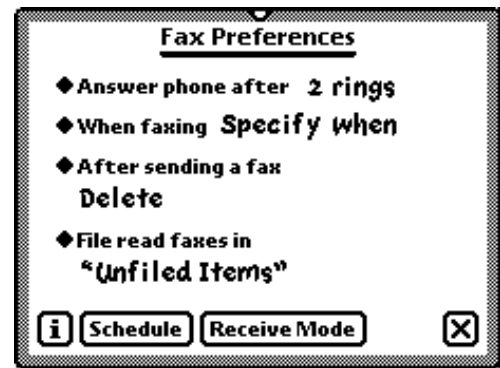 Fax Preferences
◆Answer phone after 2 rings
◆When faxing Specify when
◆After sending a fax
Delete
◆File read faxes in
"Unfiled Items"
i Schedule Receive Mode X